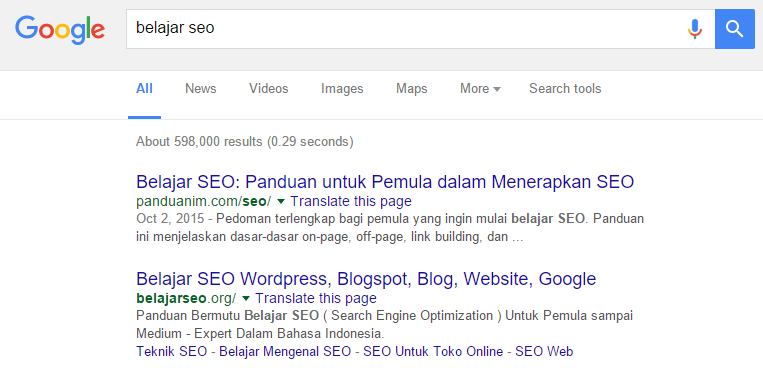 Google
belajar seo
All News Videos Images Maps More Search tools
About 598,000 results (0.29 seconds)
Belajar SEO: Panduan untuk Pemula dalam Menerapkan SEO
panduanim.com/seo/ Translate this page
Oct 2, 2015 - Pedoman terlengkap bagi pemula yang ingin mulai belajar SEO. Panduan
ini menjelaskan dasar-dasar on-page, off-page, link building, dan ...
Belajar SEO Wordpress, Blogspot, Blog, Website, Google
belajarseo.org/ Translate this page
Panduan Bermutu Belajar SEO ( Search Engine Optimization ) Untuk Pemula sampai
Medium - Expert Dalam Bahasa Indonesia.
Teknik SEO - Belajar Mengenal SEO - SEO Untuk Toko Online - SEO Web